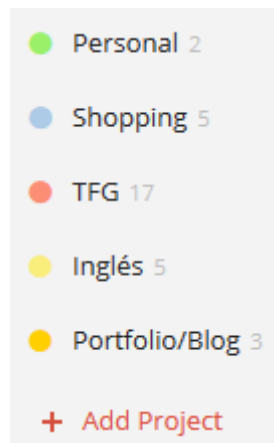 Personal 2
Shopping 5
TFG 17
Inglés 5
Portfolio/Blog 3
+ Add Project